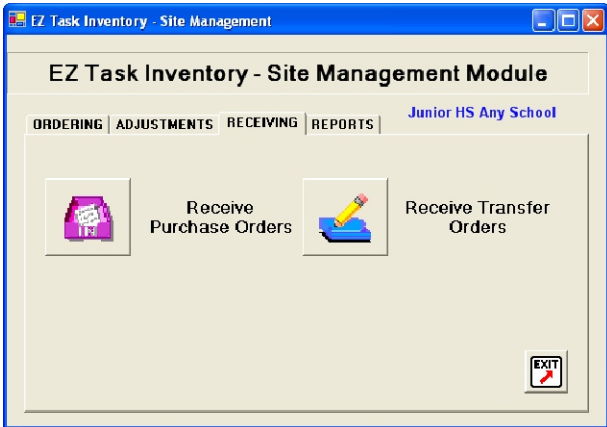 EZ Task Inventory - Site Management
EZ Task Inventory - Site Management Module
Junior HS Any School
ORDERING ADJUSTMENTS RECEIVING REPORTS
Receive
Purchase Orders
Receive Transfer
Orders
EXIT